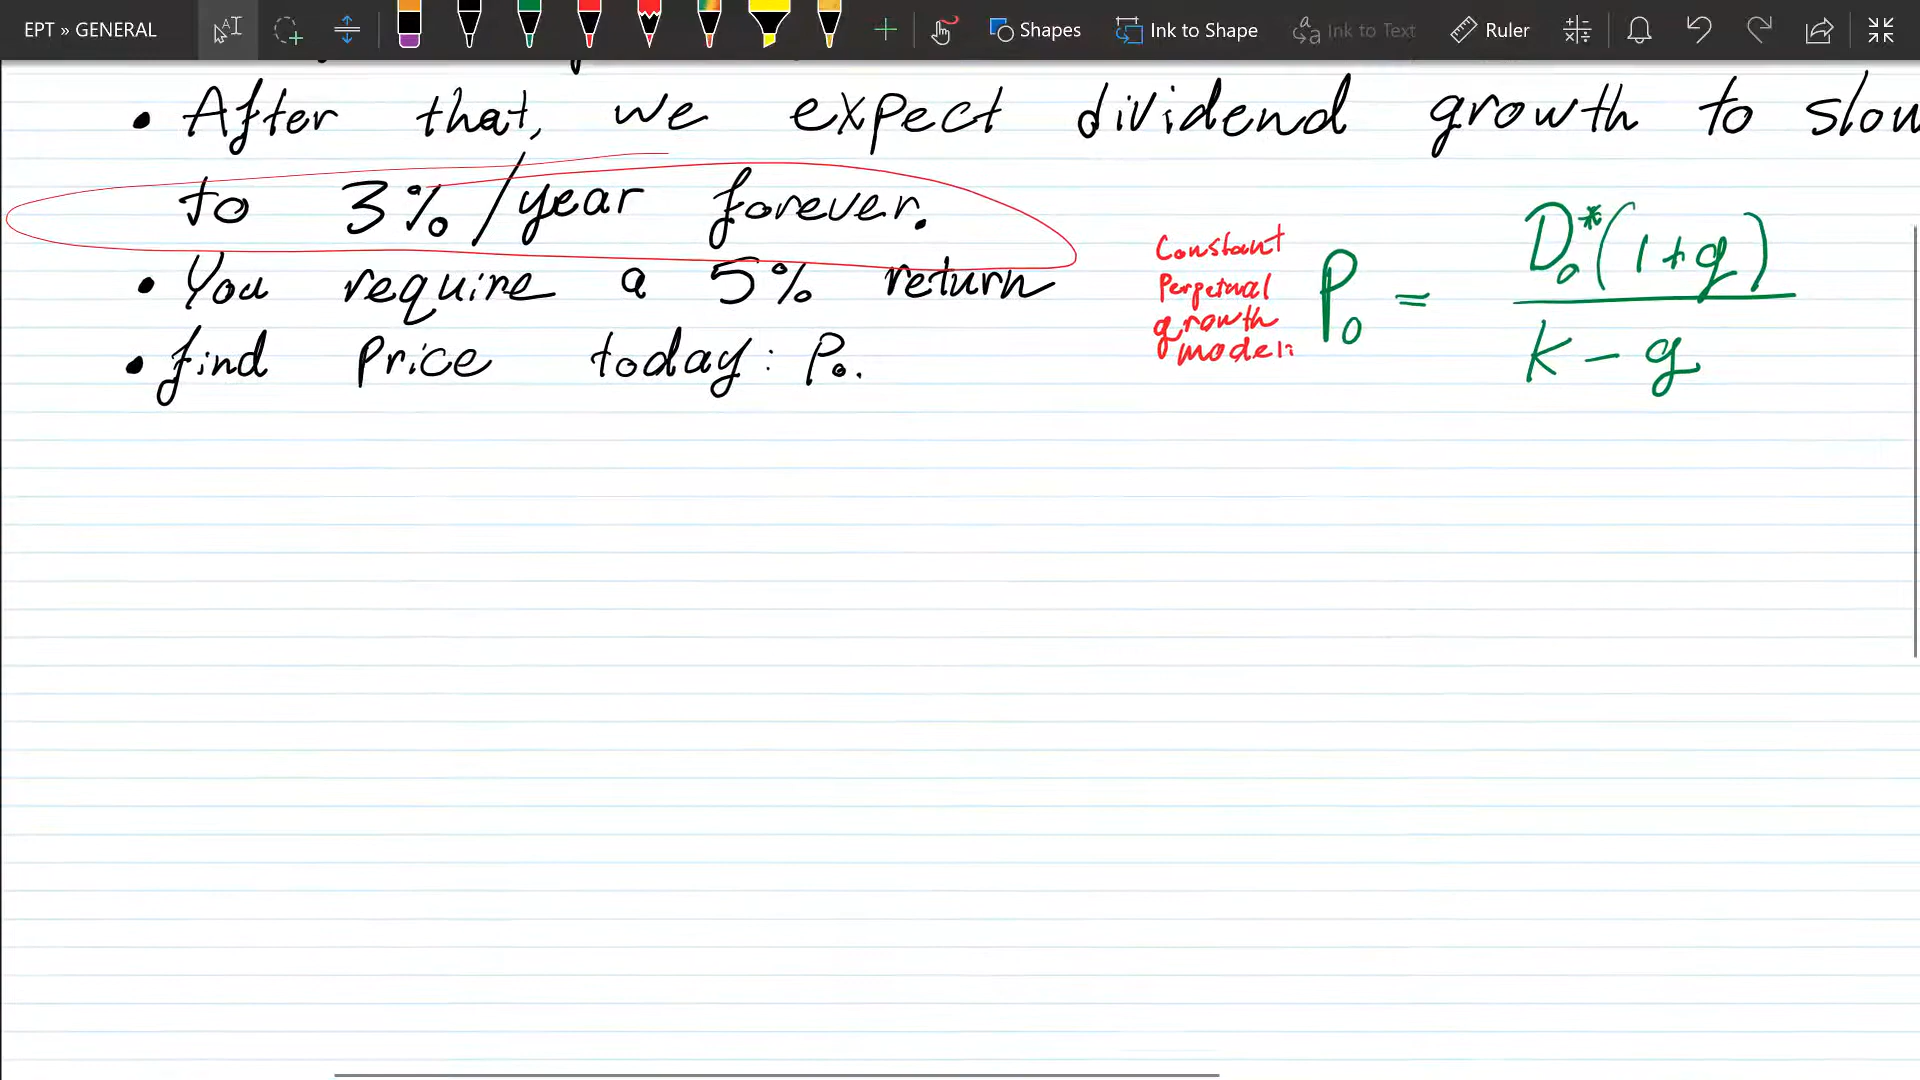 EPT » GENERAL
Shapes
Ink to Shape
Ink to Text
Ruler
• After that, we expect dividend growth to slow
to 3%/year forever.
• You require a 5% return
• find Price today: P₀.
Constant
Perpetual
growth
model:
P₀ = D₀*(1+g)
k - g